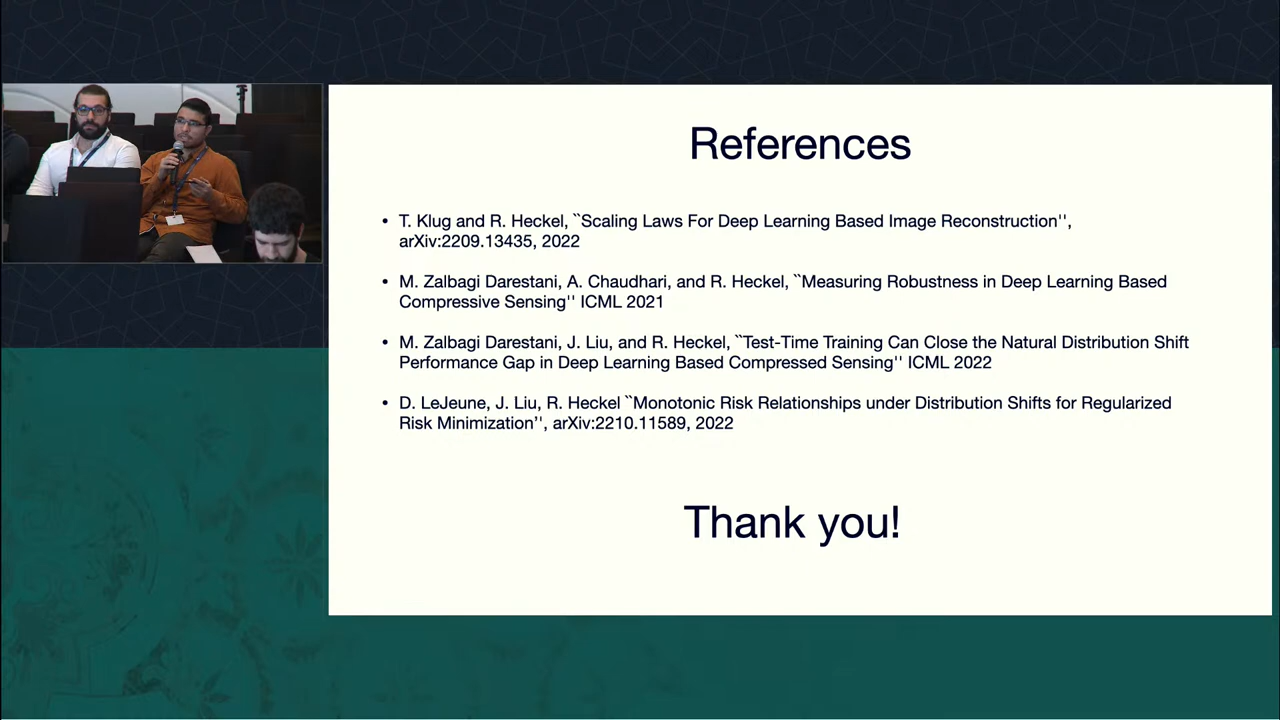 References
• T. Klug and R. Heckel, ``Scaling Laws For Deep Learning Based Image Reconstruction'',
arXiv:2209.13435, 2022
• M. Zalbagi Darestani, A. Chaudhari, and R. Heckel, ``Measuring Robustness in Deep Learning Based
Compressive Sensing'' ICML 2021
• M. Zalbagi Darestani, J. Liu, and R. Heckel, ``Test-Time Training Can Close the Natural Distribution Shift
Performance Gap in Deep Learning Based Compressed Sensing'' ICML 2022
• D. LeJeune, J. Liu, R. Heckel ``Monotonic Risk Relationships under Distribution Shifts for Regularized
Risk Minimization’', arXiv:2210.11589, 2022
Thank you!